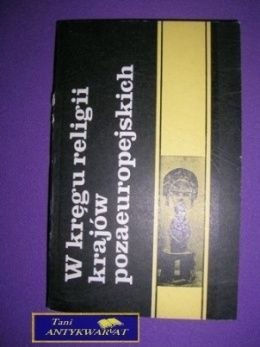 W kręgu religii
krajów
pozaeuropejskich
Tani
ANTYKWARIAT